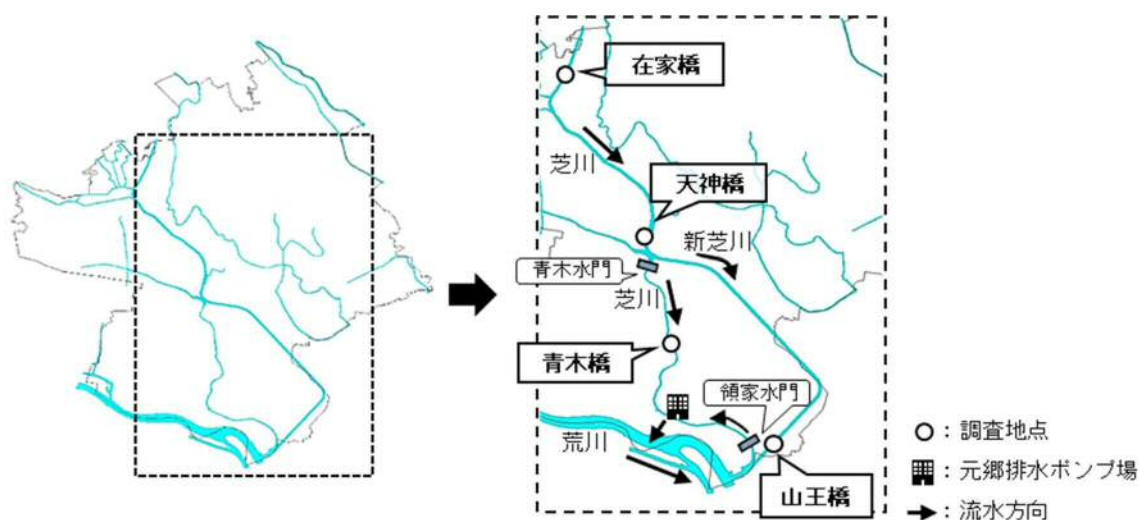 在家橋
芝川
天神橋
新芝川
青木水門
芝川
青木橋
領家水門
荒川
山王橋
：調査地点
：元郷排水ポンプ場
：流水方向